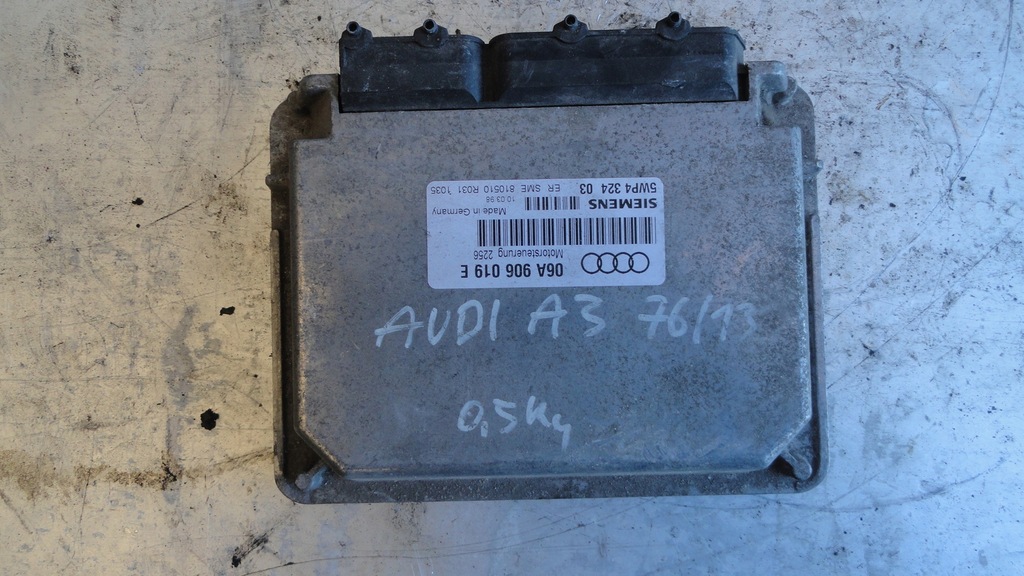 06A 906 019 E
Motorsteuerung 2256
SIEMENS Made in Germany
10 03 96
5WP4 324 03 ER SME 810510 R031 1035
AUDI A3 76/13
0,5Kg